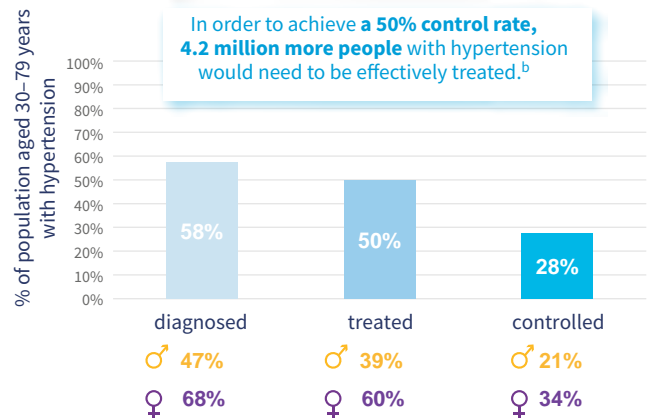 In order to achieve a 50% control rate,
4.2 million more people with hypertension
would need to be effectively treated.b
% of population aged 30–79 years
with hypertension
100%
90%
80%
70%
60%
50%
40%
30%
20%
10%
0%
58%
50%
28%
diagnosed treated controlled
♂ 47% ♂ 39% ♂ 21%
♀ 68% ♀ 60% ♀ 34%